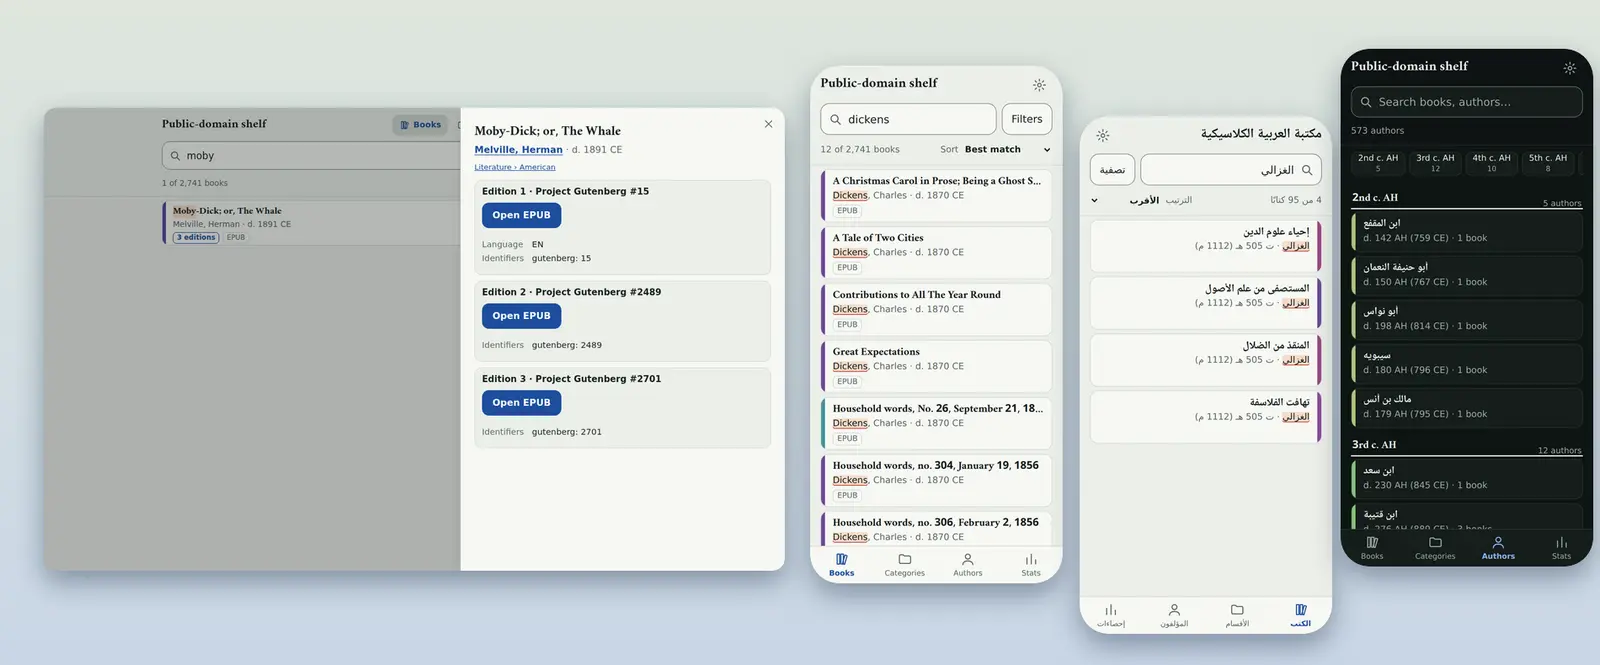 Public-domain shelf
Books
moby
1 of 2,741 books
Moby-Dick; or, The Whale
Melville, Herman · d. 1891 CE
3 editions EPUB
Moby-Dick; or, The Whale
Melville, Herman · d. 1891 CE
Literature › American
Edition 1 · Project Gutenberg #15
Open EPUB
Language EN
Identifiers gutenberg: 15
Edition 2 · Project Gutenberg #2489
Open EPUB
Identifiers gutenberg: 2489
Edition 3 · Project Gutenberg #2701
Open EPUB
Identifiers gutenberg: 2701
Public-domain shelf
dickens Filters
12 of 2,741 books Sort Best match
A Christmas Carol in Prose; Being a Ghost S...
Dickens, Charles · d. 1870 CE
EPUB
A Tale of Two Cities
Dickens, Charles · d. 1870 CE
EPUB
Contributions to All The Year Round
Dickens, Charles · d. 1870 CE
EPUB
Great Expectations
Dickens, Charles · d. 1870 CE
EPUB
Household words, No. 26, September 21, 18...
Dickens, Charles · d. 1870 CE
EPUB
Household words, no. 304, January 19, 1856
Dickens, Charles · d. 1870 CE
EPUB
Household words, no. 306, February 2, 1856
Dickens, Charles · d. 1870 CE
Books Categories Authors Stats
مكتبة العربية الكلاسيكية
الغزالي تصفية
4 من 95 كتابًا الترتيب الأقرب
إحياء علوم الدين
الغزالي · ت 505 هـ (1112 م)
المستصفى من علم الأصول
الغزالي · ت 505 هـ (1112 م)
المنقذ من الضلال
الغزالي · ت 505 هـ (1112 م)
تهافت الفلاسفة
الغزالي · ت 505 هـ (1112 م)
الكتب الأقسام المؤلفون إحصاءات
Public-domain shelf
Search books, authors...
573 authors
2nd c. AH 3rd c. AH 4th c. AH 5th c. AH
5 12 10 8
2nd c. AH 5 authors
ابن المقفع
d. 142 AH (759 CE) · 1 book
أبو حنيفة النعمان
d. 150 AH (767 CE) · 1 book
أبو نواس
d. 198 AH (814 CE) · 1 book
سيبويه
d. 180 AH (796 CE) · 1 book
مالك بن أنس
d. 179 AH (795 CE) · 1 book
3rd c. AH 12 authors
ابن سعد
d. 230 AH (845 CE) · 1 book
ابن قتيبة
d. 276 AH (889 CE) · 3 books
Books Categories Authors Stats